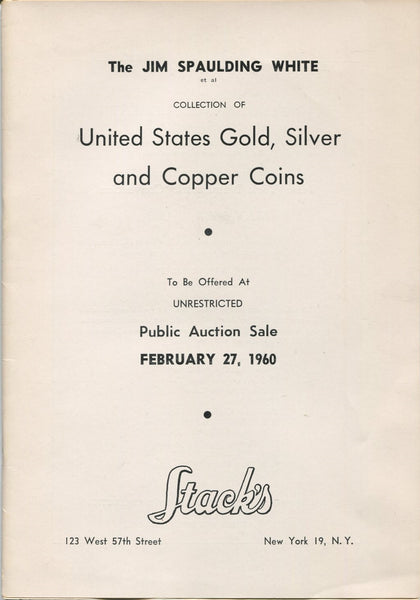 The JIM SPAULDING WHITE
et al
COLLECTION OF
United States Gold, Silver
and Copper Coins
•
To Be Offered At
UNRESTRICTED
Public Auction Sale
FEBRUARY 27, 1960
•
Stack's
123 West 57th Street New York 19, N. Y.